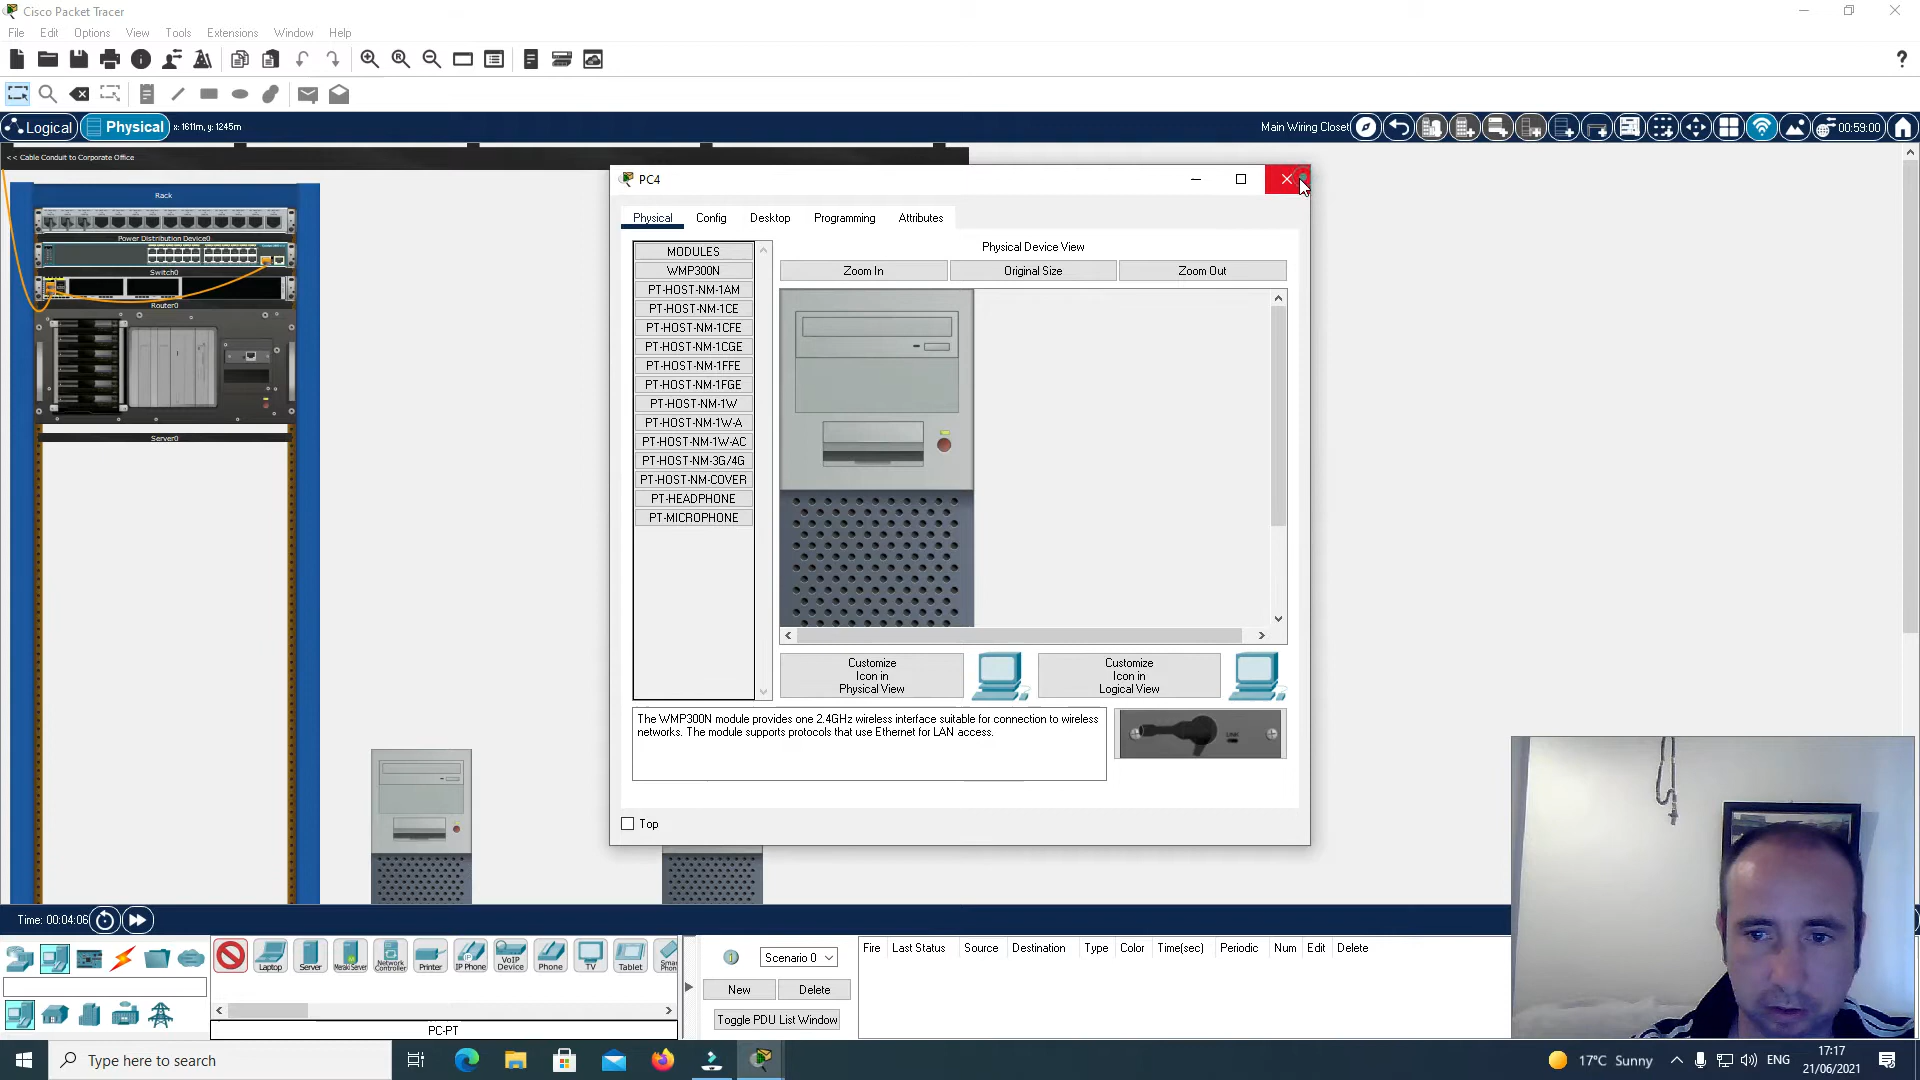 Cisco Packet Tracer
File Edit Options View Tools Extensions Window Help
Logical Physical x: 1611m, y: 1245m Main Wiring Closet 00:59:00
<< Cable Conduit to Corporate Office
Rack
Power Distribution Device0
Switch0
Router0
Server0
PC4
Physical Config Desktop Programming Attributes
MODULES
WMP300N
PT-HOST-NM-1AM
PT-HOST-NM-1CE
PT-HOST-NM-1CFE
PT-HOST-NM-1CGE
PT-HOST-NM-1FFE
PT-HOST-NM-1FGE
PT-HOST-NM-1W
PT-HOST-NM-1W-A
PT-HOST-NM-1W-AC
PT-HOST-NM-3G/4G
PT-HOST-NM-COVER
PT-HEADPHONE
PT-MICROPHONE
Physical Device View
Zoom In Original Size Zoom Out
Customize
Icon in
Physical View
Customize
Icon in
Logical View
The WMP300N module provides one 2.4GHz wireless interface suitable for connection to wireless
networks. The module supports protocols that use Ethernet for LAN access.
LINK
Top
Time: 00:04:06
Laptop Server Meraki Server Network Controller Printer IP Phone VoIP Device Phone TV Tablet Smart
PC-PT
Scenario 0
New Delete
Toggle PDU List Window
Fire Last Status Source Destination Type Color Time(sec) Periodic Num Edit Delete
Type here to search
17°C Sunny ENG 17:17
21/06/2021